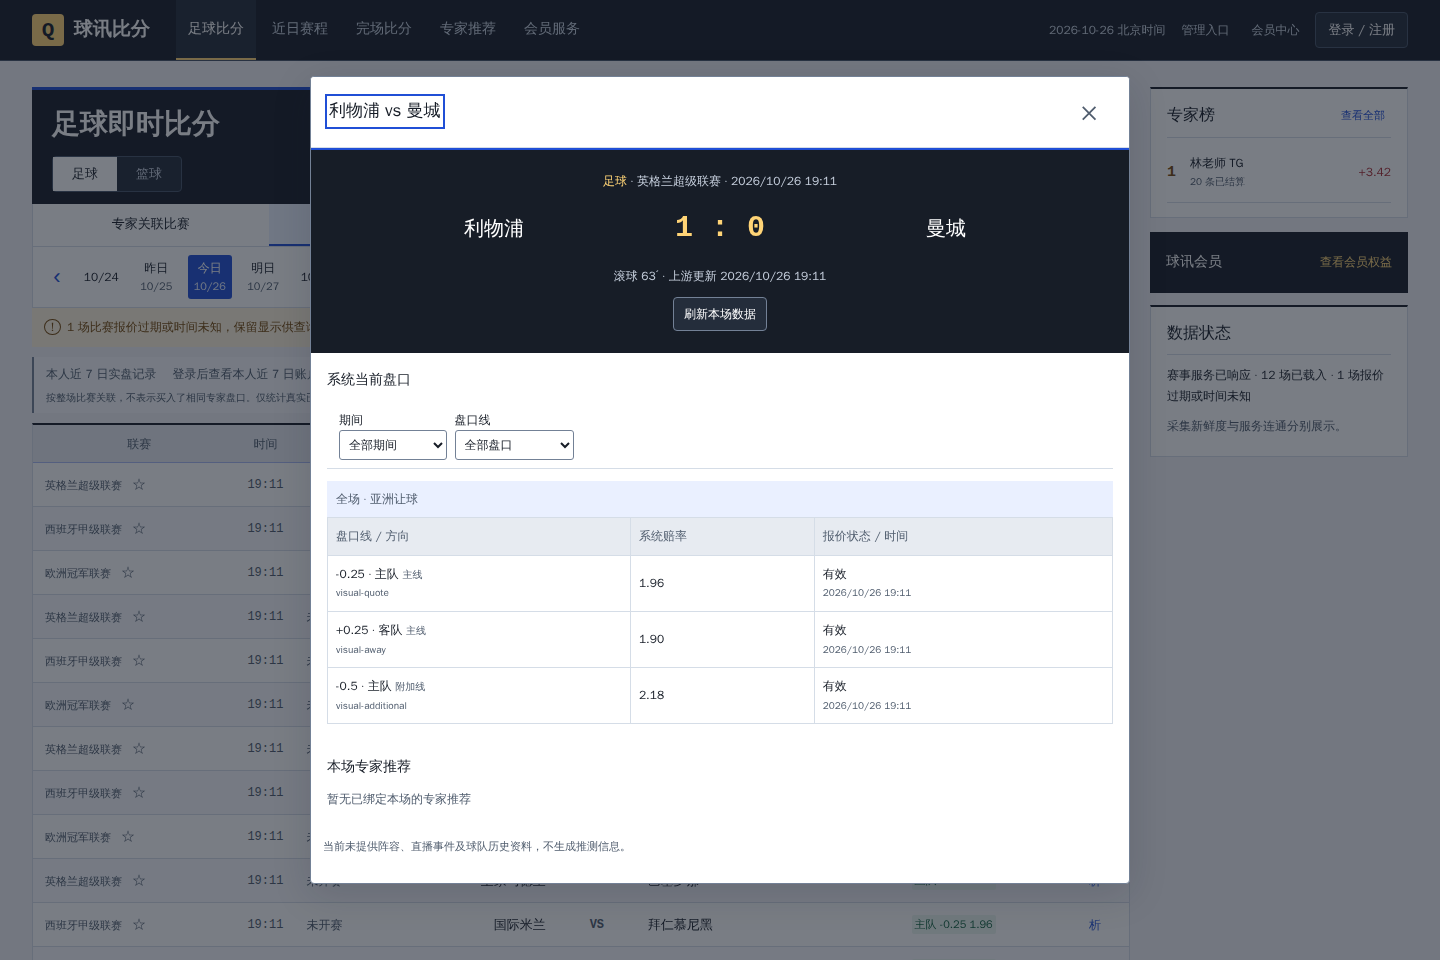 Q 球讯比分 足球比分 近日赛程 完场比分 专家推荐 会员服务 2026-10-26 北京时间 管理入口 会员中心 登录 / 注册
足球即时比分
足球 篮球
专家关联比赛
‹ 10/24 昨日 10/25 今日 10/26 明日 10/27
1 场比赛报价过期或时间未知，保留显示供查
本人近 7 日实盘记录 登录后查看本人近 7 日账
按整场比赛关联，不表示买入了相同专家盘口。仅统计真实
联赛 时间
英格兰超级联赛 ☆ 19:11
西班牙甲级联赛 ☆ 19:11
欧洲冠军联赛 ☆ 19:11
英格兰超级联赛 ☆ 19:11
西班牙甲级联赛 ☆ 19:11
欧洲冠军联赛 ☆ 19:11
英格兰超级联赛 ☆ 19:11
西班牙甲级联赛 ☆ 19:11
欧洲冠军联赛 ☆ 19:11
英格兰超级联赛 ☆ 19:11
西班牙甲级联赛 ☆ 19:11 未开赛 国际米兰 VS 拜仁慕尼黑 主队 -0.25 1.96 析
利物浦 vs 曼城
足球 · 英格兰超级联赛 · 2026/10/26 19:11
利物浦 1 : 0 曼城
滚球 63′ · 上游更新 2026/10/26 19:11
刷新本场数据
系统当前盘口
期间 盘口线
全部期间 全部盘口
全场 · 亚洲让球
盘口线 / 方向 系统赔率 报价状态 / 时间
-0.25 · 主队 主线 1.96 有效
visual-quote 2026/10/26 19:11
+0.25 · 客队 主线 1.90 有效
visual-away 2026/10/26 19:11
-0.5 · 主队 附加线 2.18 有效
visual-additional 2026/10/26 19:11
本场专家推荐
暂无已绑定本场的专家推荐
当前未提供阵容、直播事件及球队历史资料，不生成推测信息。
专家榜 查看全部
1 林老师 TG +3.42
20 条已结算
球讯会员 查看会员权益
数据状态
赛事服务已响应 · 12 场已载入 · 1 场报价
过期或时间未知
采集新鲜度与服务连通分别展示。